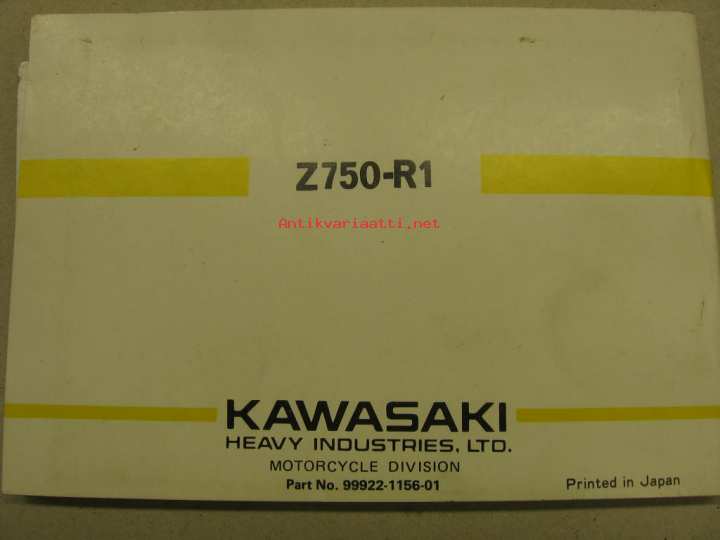 Z750-R1
Antikvariaatti.net
KAWASAKI
HEAVY INDUSTRIES, LTD.
MOTORCYCLE DIVISION
Part No. 99922-1156-01
Printed in Japan